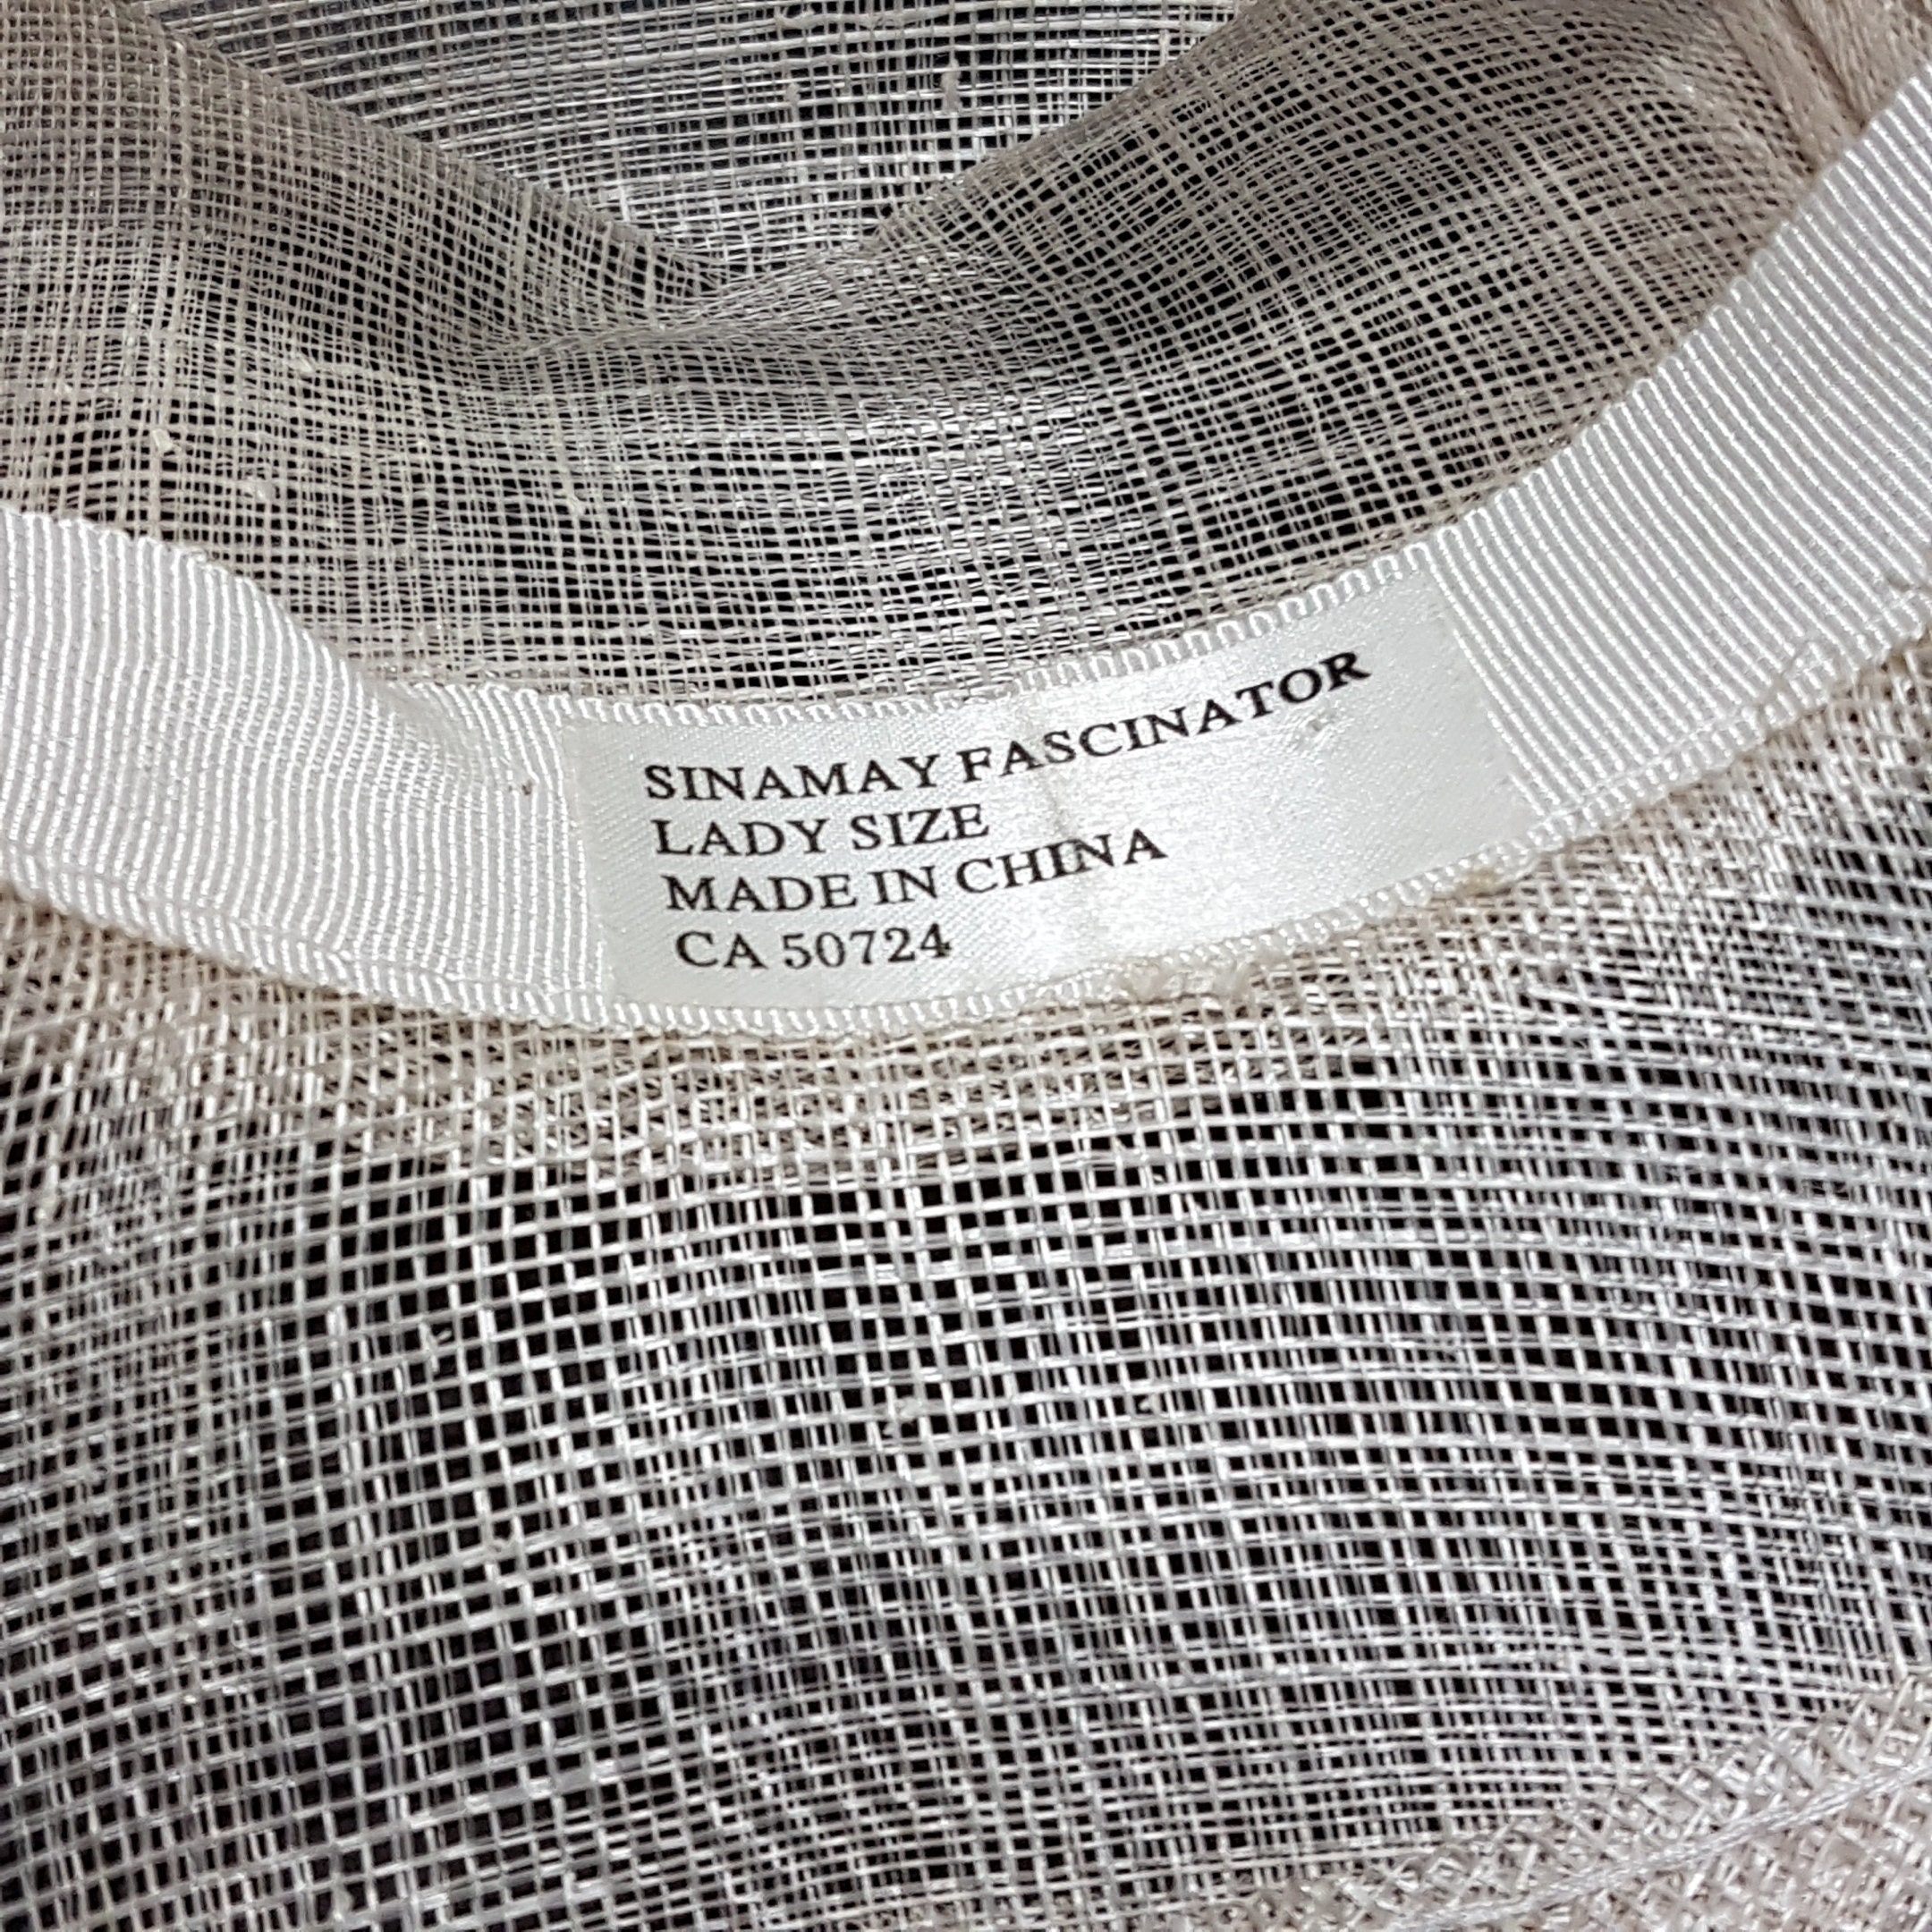 SINAMAY FASCINATOR
LADY SIZE
MADE IN CHINA
CA 50724